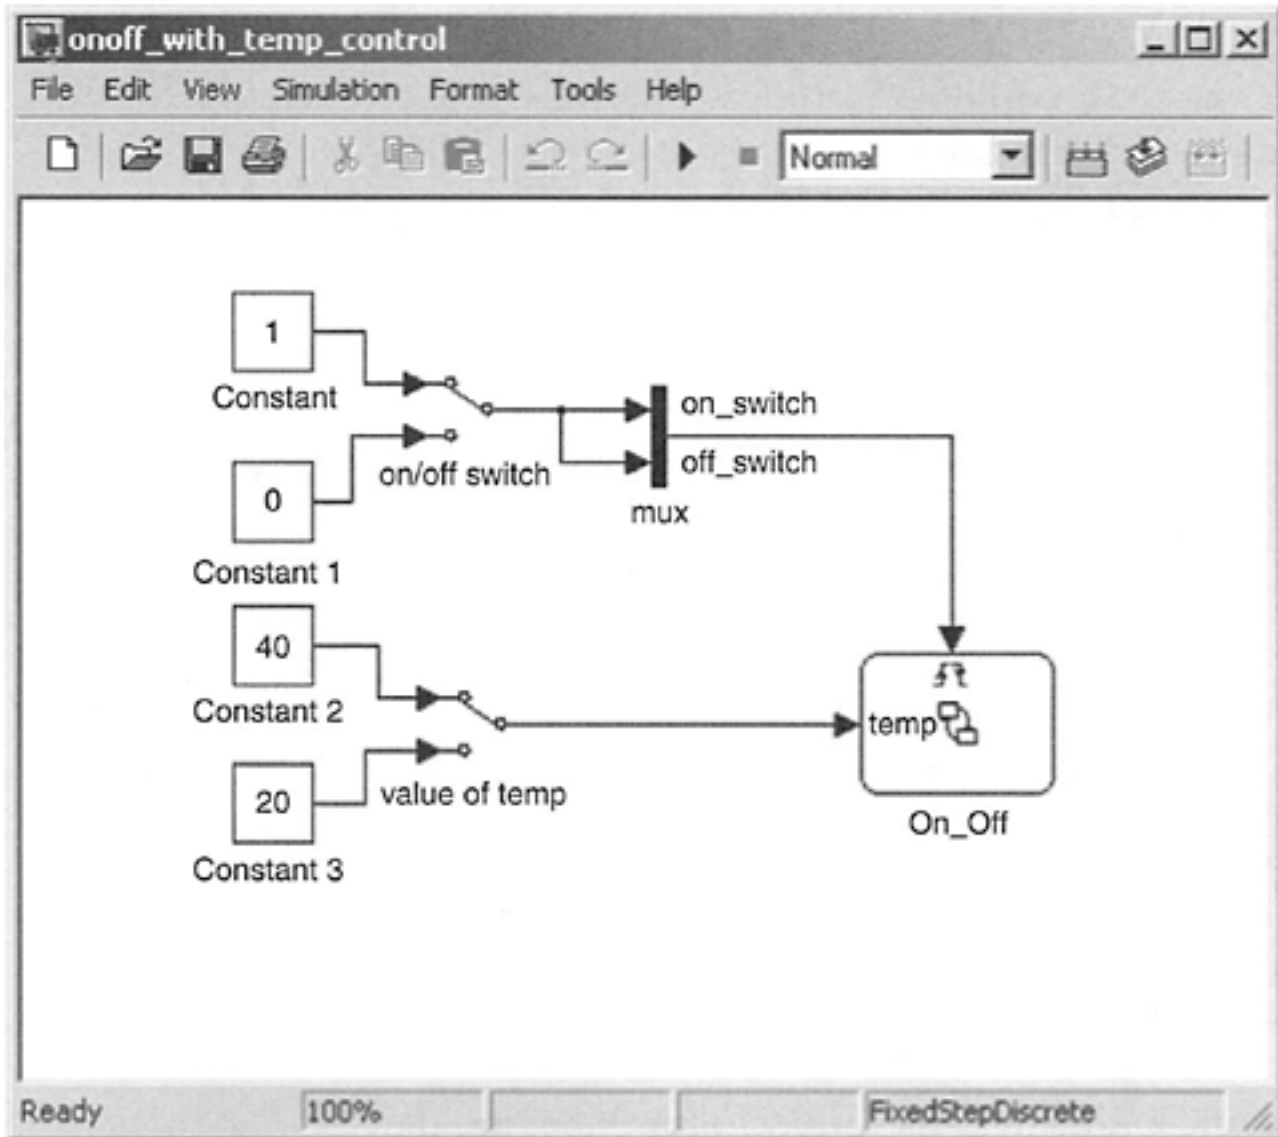 onoff_with_temp_control
File Edit View Simulation Format Tools Help
Normal
1
Constant
0
Constant 1
on/off switch
on_switch
off_switch
mux
40
Constant 2
20
Constant 3
value of temp
temp
On_Off
Ready 100% FixedStepDiscrete